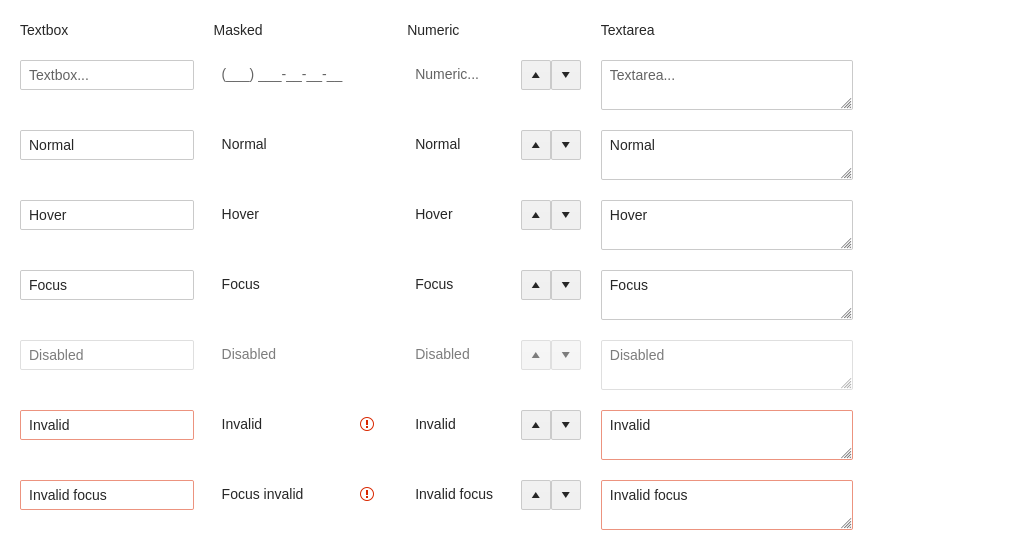 Textbox Masked Numeric Textarea
Textbox... (___) ___-__-__-__ Numeric... Textarea...
Normal Normal Normal Normal
Hover Hover Hover Hover
Focus Focus Focus Focus
Disabled Disabled Disabled Disabled
Invalid Invalid Invalid Invalid
Invalid focus Focus invalid Invalid focus Invalid focus